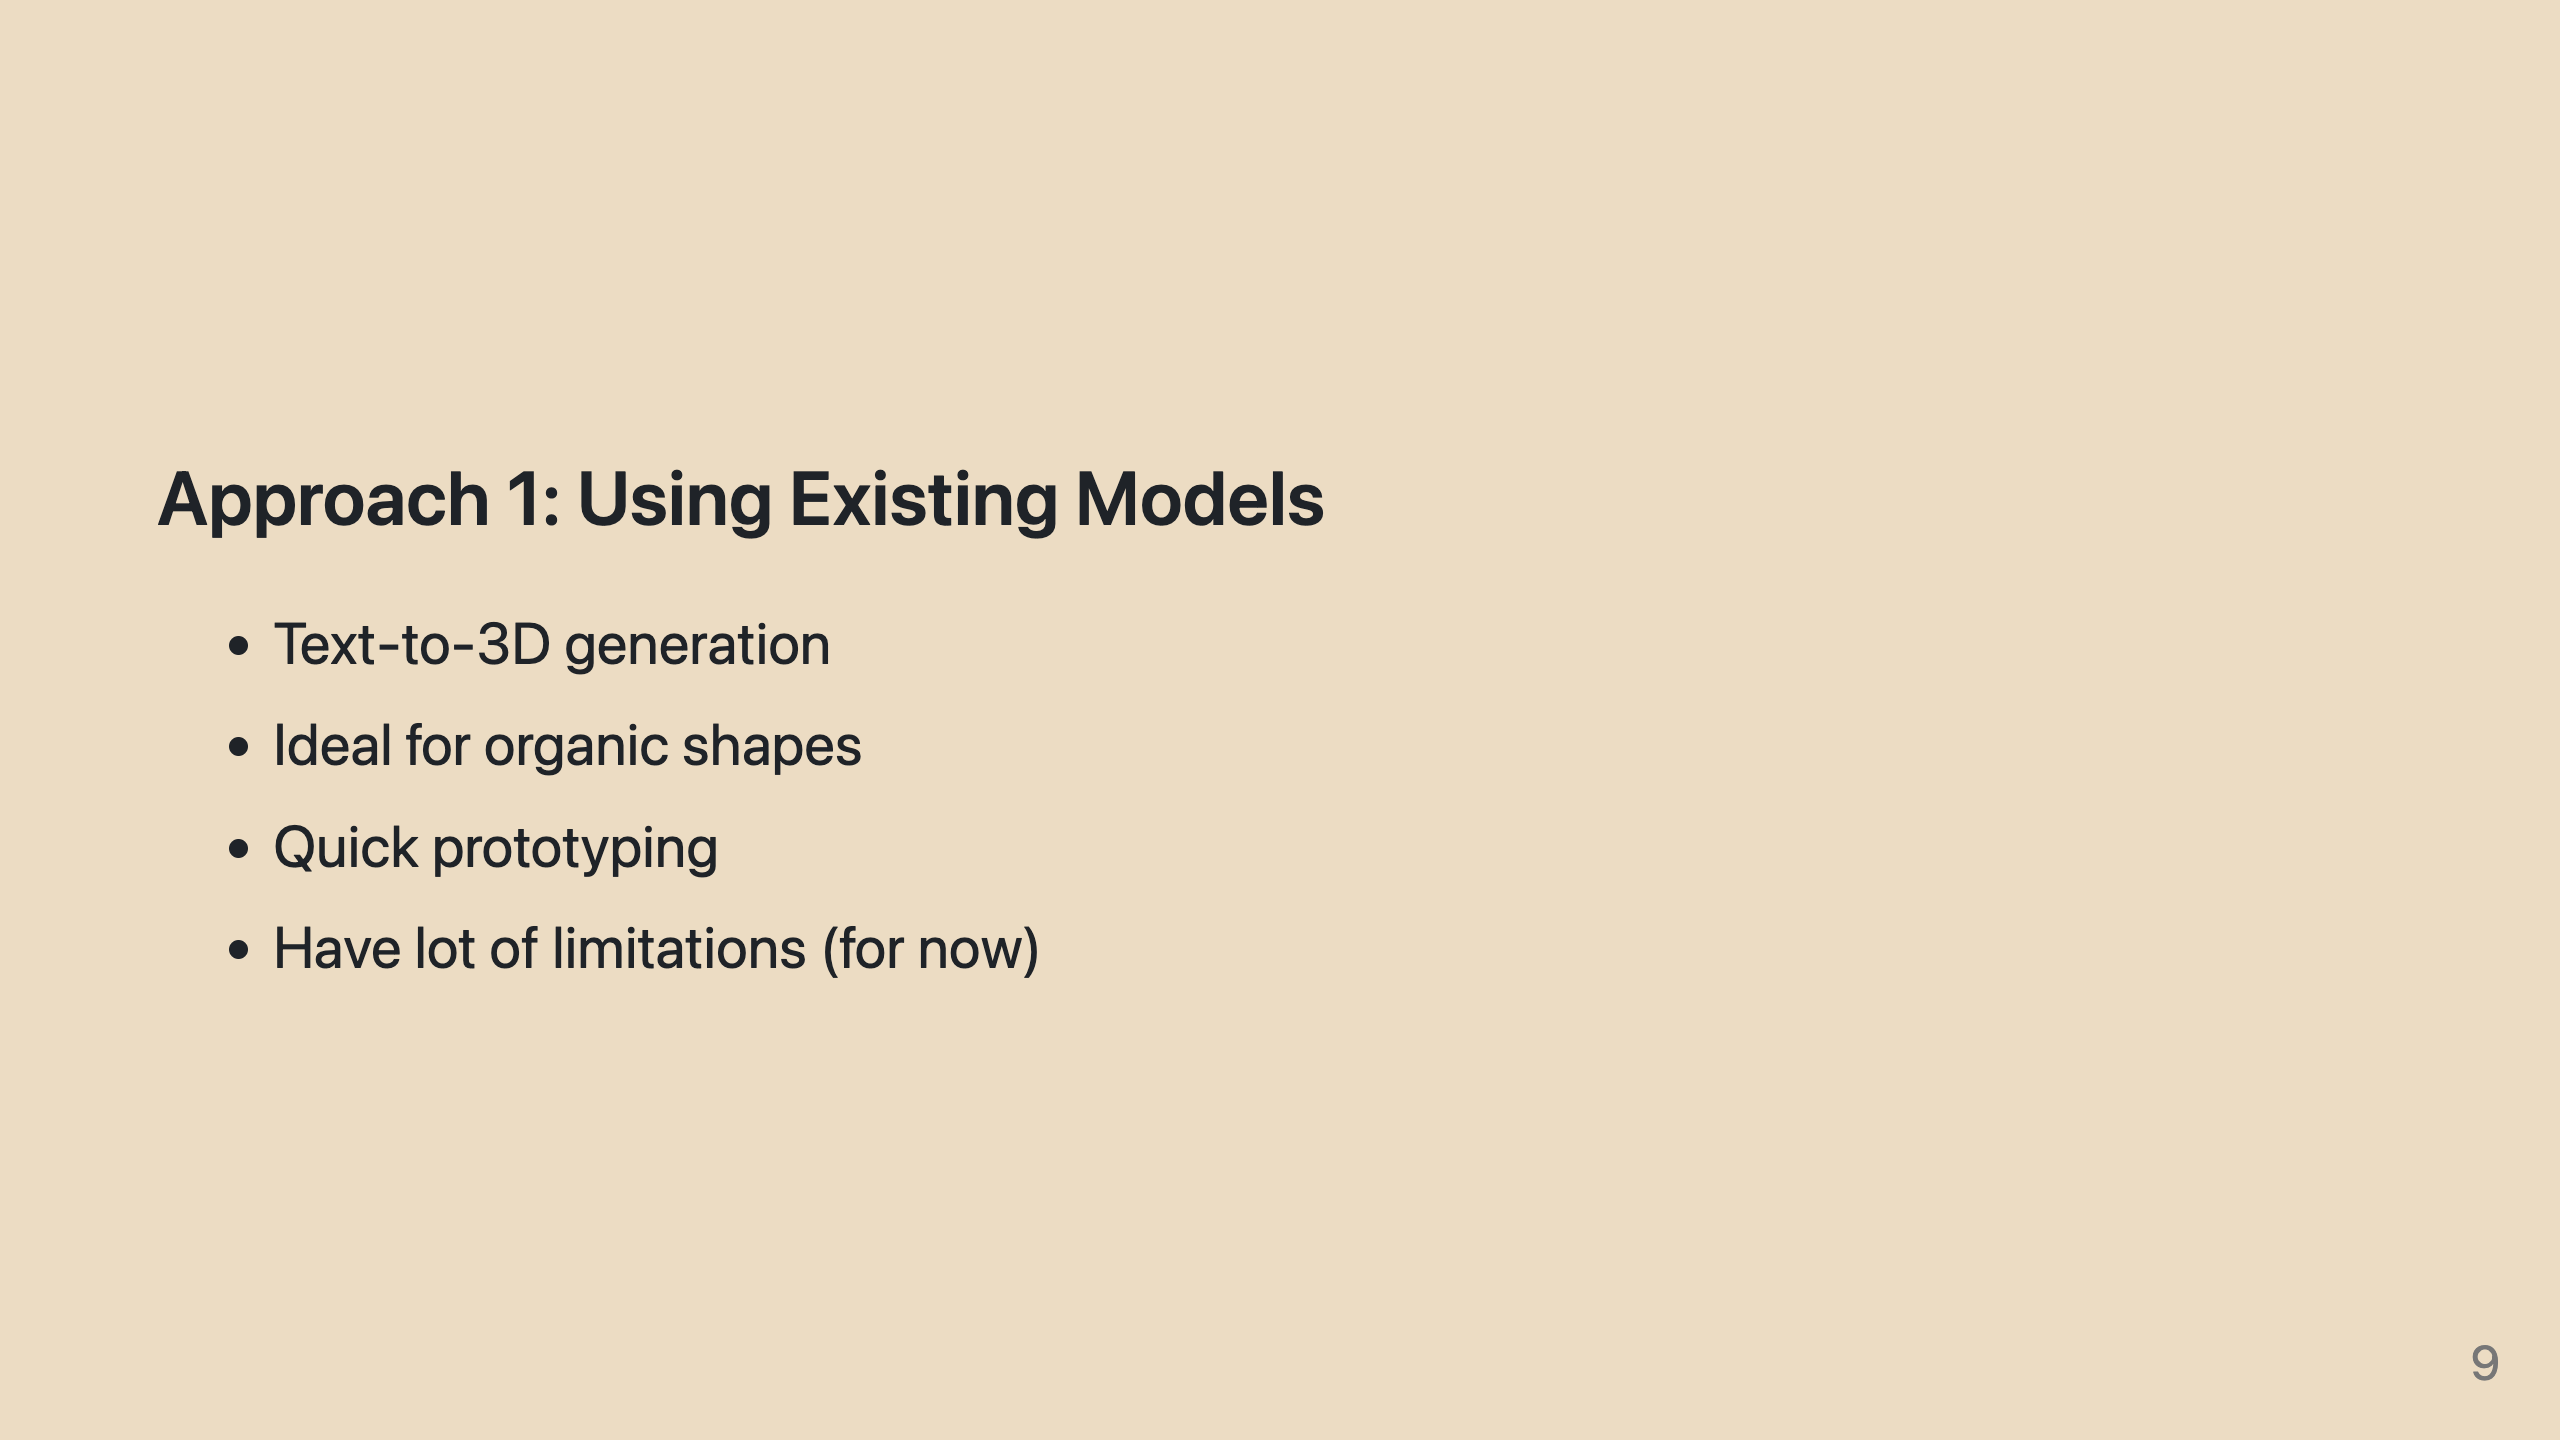 Approach 1: Using Existing Models
• Text-to-3D generation
• Ideal for organic shapes
• Quick prototyping
• Have lot of limitations (for now)
9